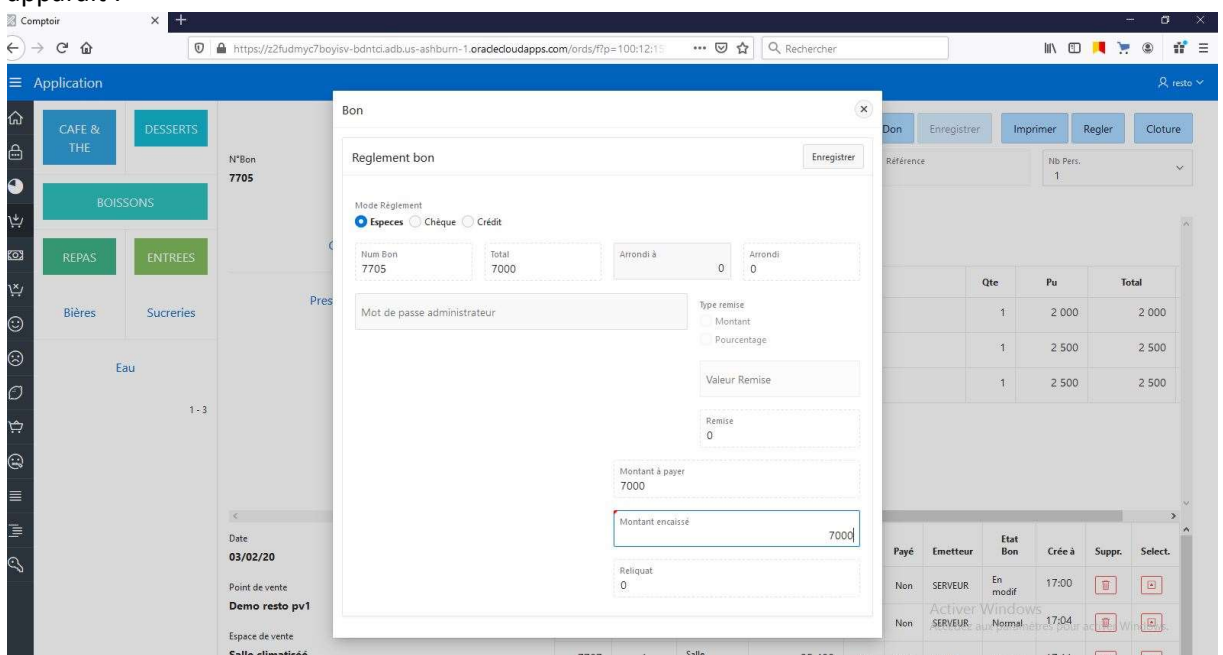 apparaît :
Comptoir
https://z2fudmyc7boyisv-bdntci.adb.us-ashburn-1.oraclecloudapps.com/ords/f?p=100:12:15
Rechercher
Application
resto
CAFE & THE
DESSERTS
BOISSONS
REPAS
ENTREES
Bières
Sucreries
Eau
1 - 3
N°Bon
7705
Pres
Bon
Reglement bon
Enregistrer
Mode Règlement
Especes
Chèque
Crédit
Num Bon
7705
Total
7000
Arrondi à
0
Arrondi
0
Mot de passe administrateur
Type remise
Montant
Pourcentage
Valeur Remise
Remise
0
Montant à payer
7000
Montant encaissé
7000
Reliquat
0
Don
Enregistrer
Imprimer
Regler
Cloture
Référence
Nb Pers.
1
Qte Pu Total
1 2 000 2 000
1 2 500 2 500
1 2 500 2 500
Date
03/02/20
Point de vente
Demo resto pv1
Espace de vente
Salle climatisée
Payé Emetteur Etat Bon Crée à Suppr. Select.
Non SERVEUR En modif 17:00
Non SERVEUR Normal 17:04
Activer Windows